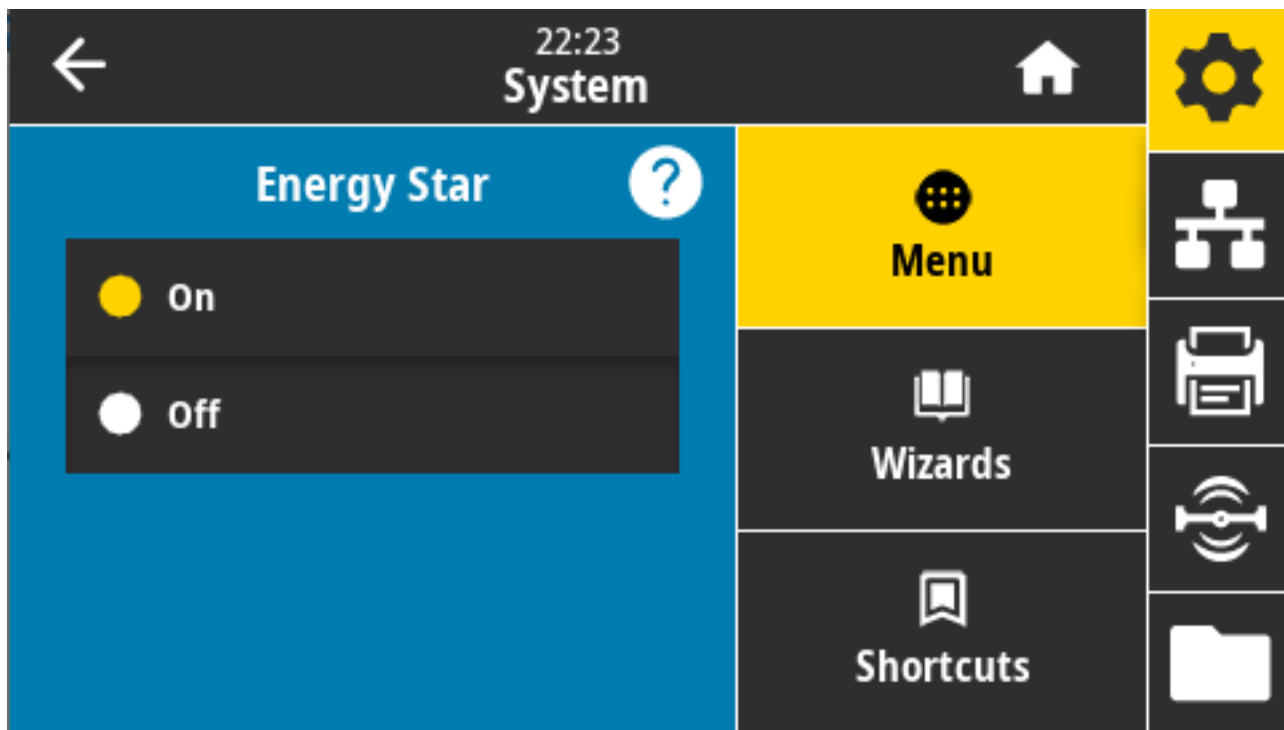 22:23
System
Energy Star
?
On
Off
Menu
Wizards
Shortcuts